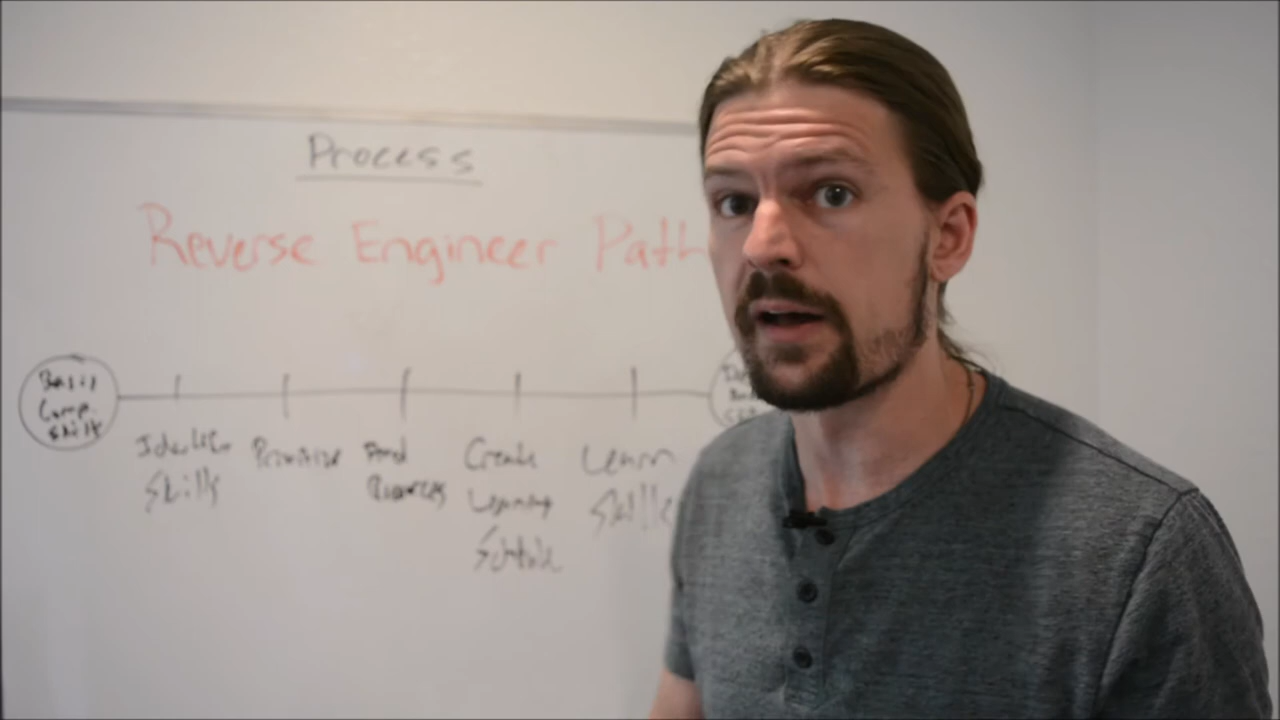 Process
Reverse Engineer Path
Basic
Comp.
Skills
Identify
Skills
Prioritize
Find
Resources
Create
Learning
Schedule
Learn
Skills